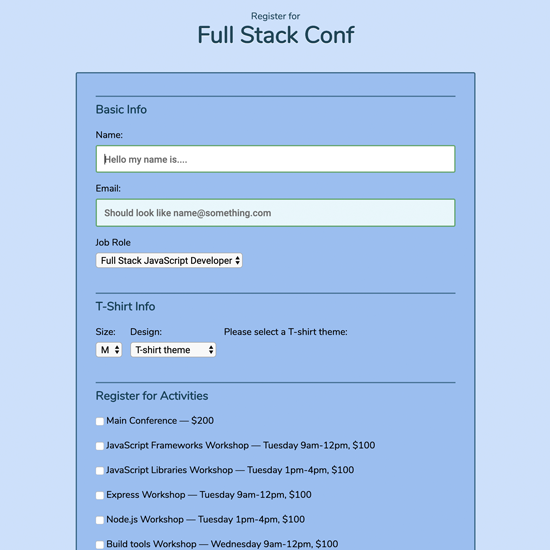 Register for
Full Stack Conf
Basic Info
Name:
Hello my name is....
Email:
Should look like name@something.com
Job Role
Full Stack JavaScript Developer
T-Shirt Info
Size: Design: Please select a T-shirt theme:
M T-shirt theme
Register for Activities
Main Conference — $200
JavaScript Frameworks Workshop — Tuesday 9am-12pm, $100
JavaScript Libraries Workshop — Tuesday 1pm-4pm, $100
Express Workshop — Tuesday 9am-12pm, $100
Node.js Workshop — Tuesday 1pm-4pm, $100
Build tools Workshop — Wednesday 9am-12pm, $100